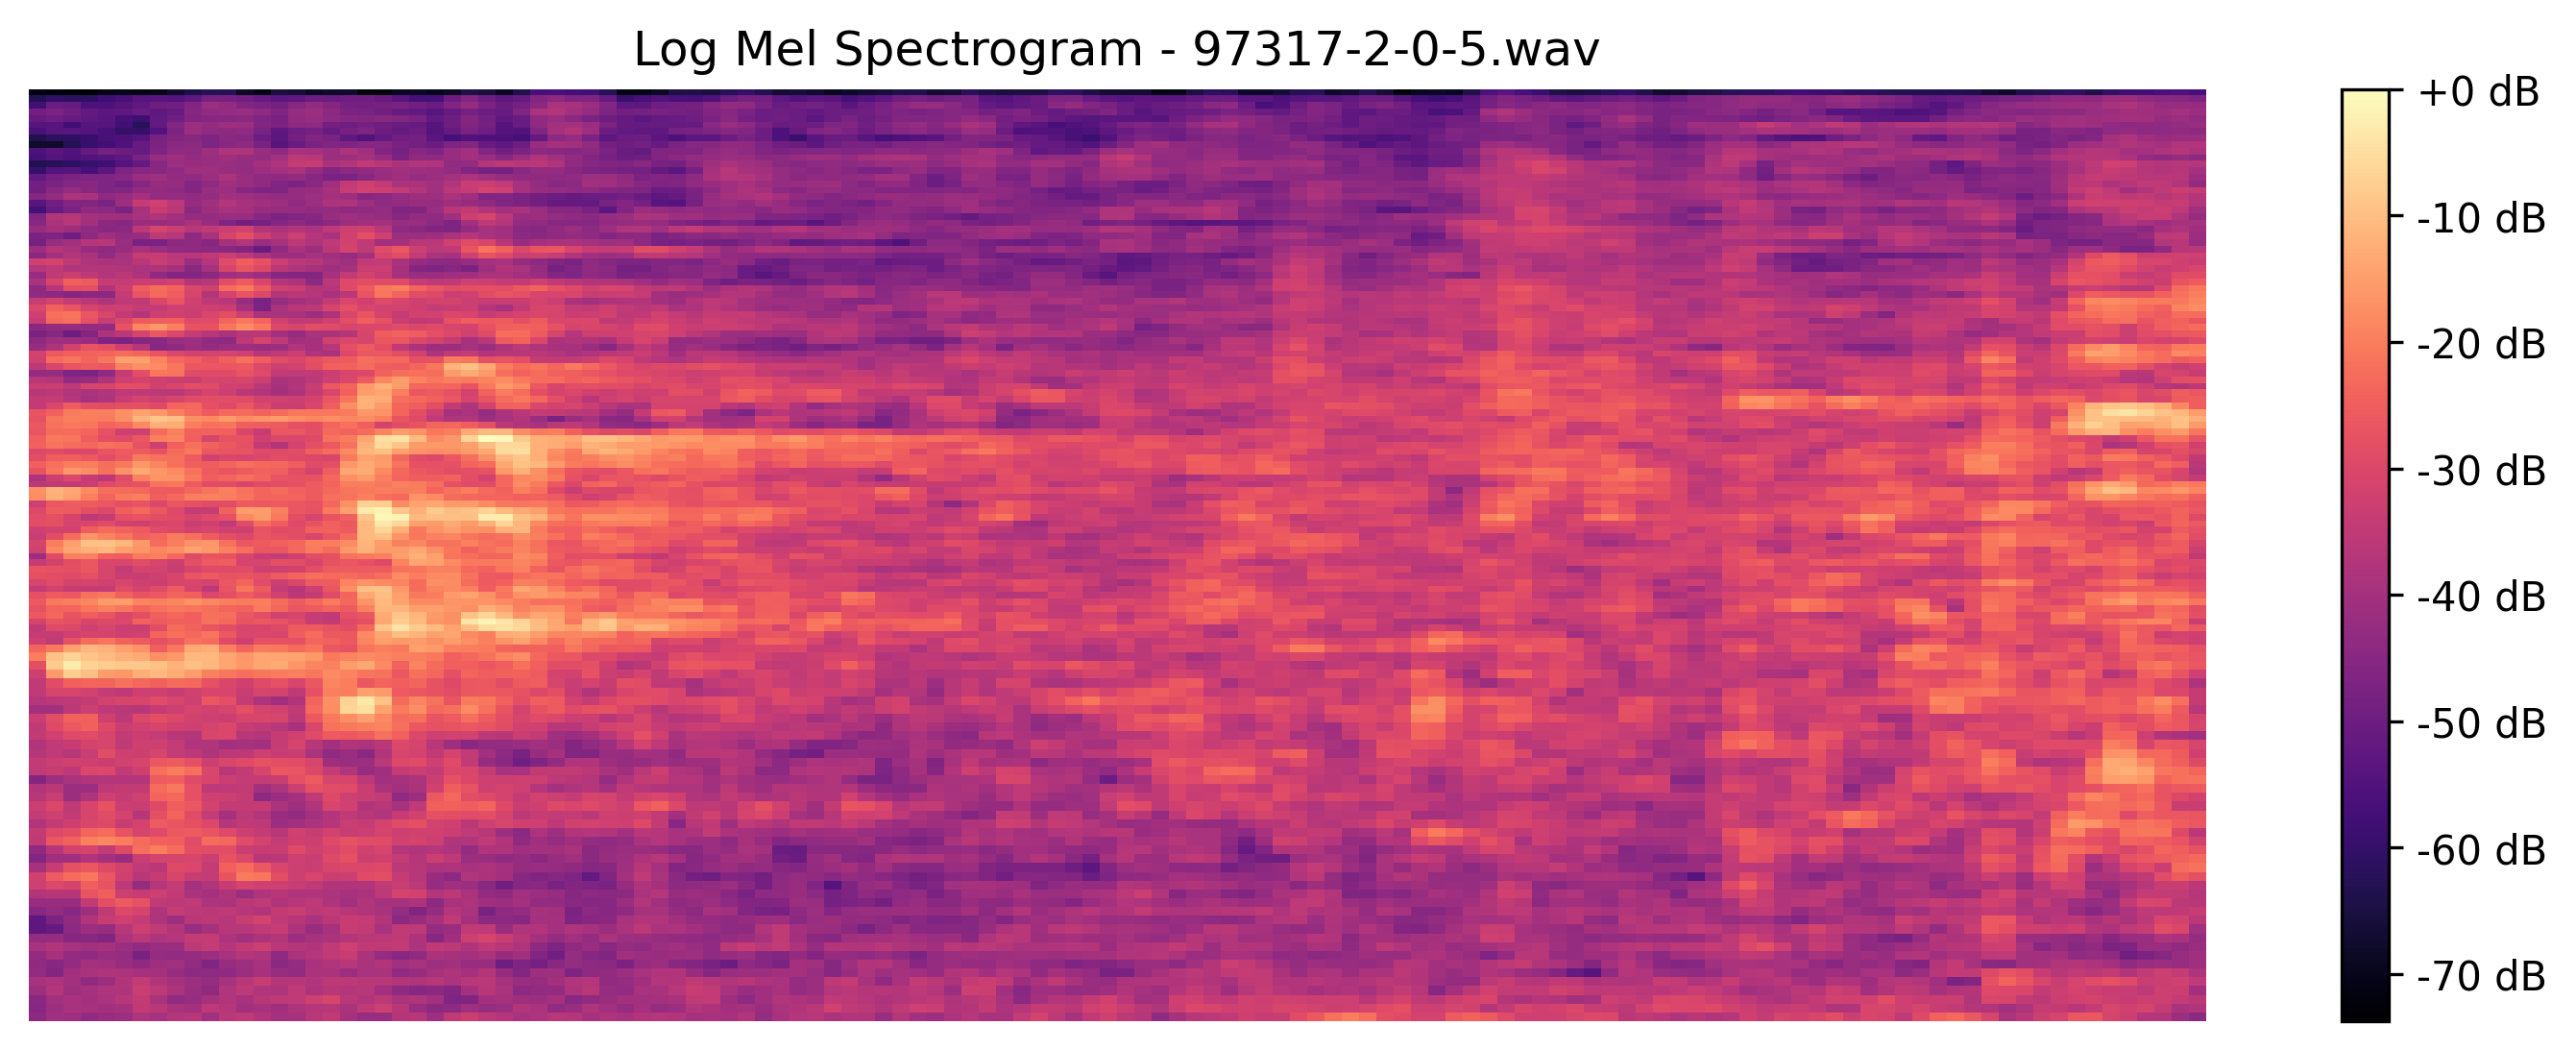 Log Mel Spectrogram - 97317-2-0-5.wav
+0 dB
-10 dB
-20 dB
-30 dB
-40 dB
-50 dB
-60 dB
-70 dB